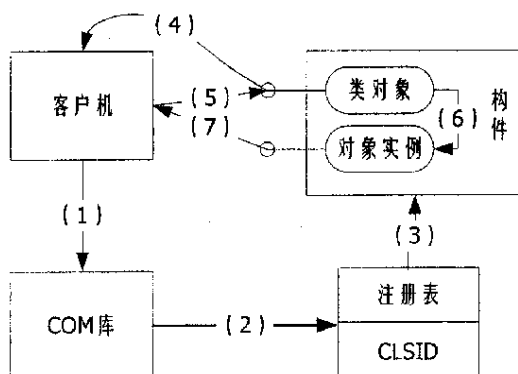 (4)
客户机
(5)
(7)
类对象
对象实例
(6)
构件
(1)
(3)
COM库
(2)
注册表
CLSID